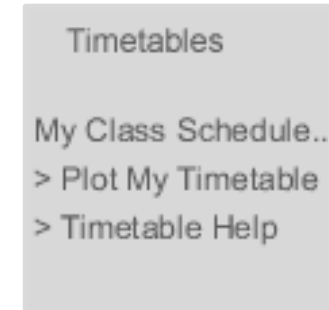 Timetables
My Class Schedule..
> Plot My Timetable
> Timetable Help